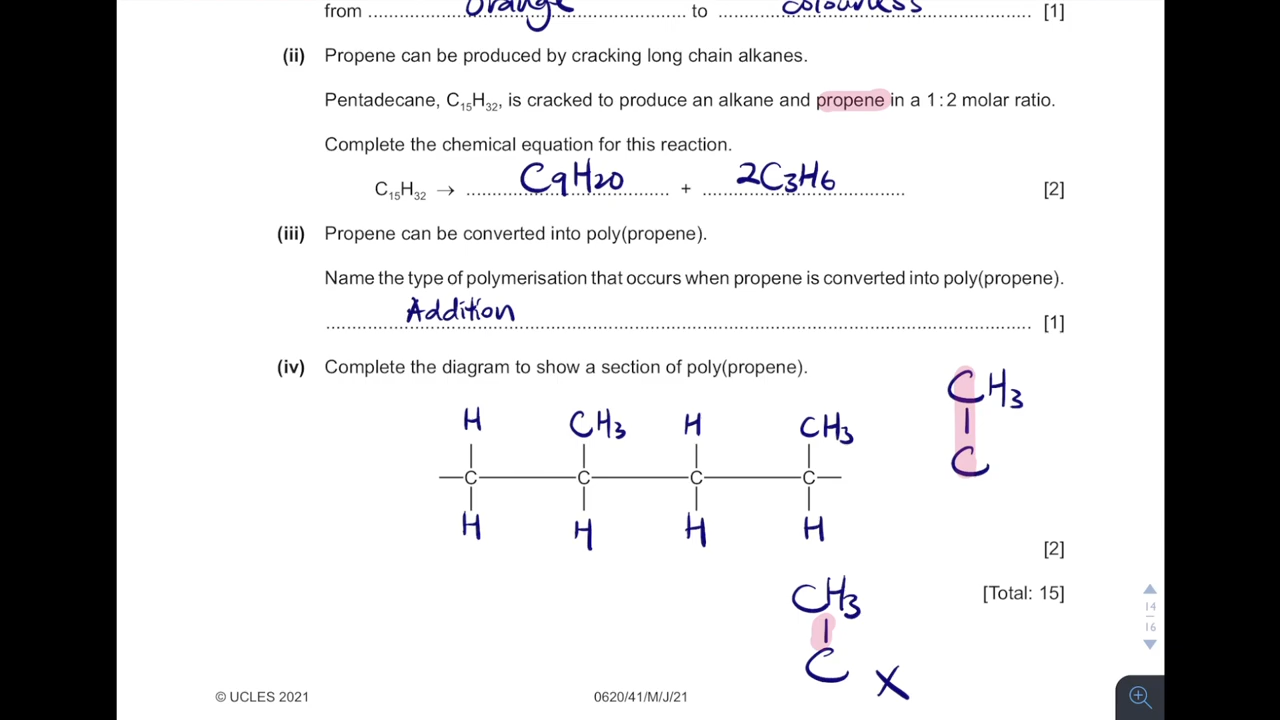 from orange to colourless [1]
(ii) Propene can be produced by cracking long chain alkanes.
Pentadecane, C15H32, is cracked to produce an alkane and propene in a 1:2 molar ratio.
Complete the chemical equation for this reaction.
C15H32 → C9H20 + 2C3H6 [2]
(iii) Propene can be converted into poly(propene).
Name the type of polymerisation that occurs when propene is converted into poly(propene).
Addition [1]
(iv) Complete the diagram to show a section of poly(propene).
CH3
C
H CH3 H CH3
C C C C
H H H H
[2]
[Total: 15]
CH3
C X
14
16
© UCLES 2021 0620/41/M/J/21